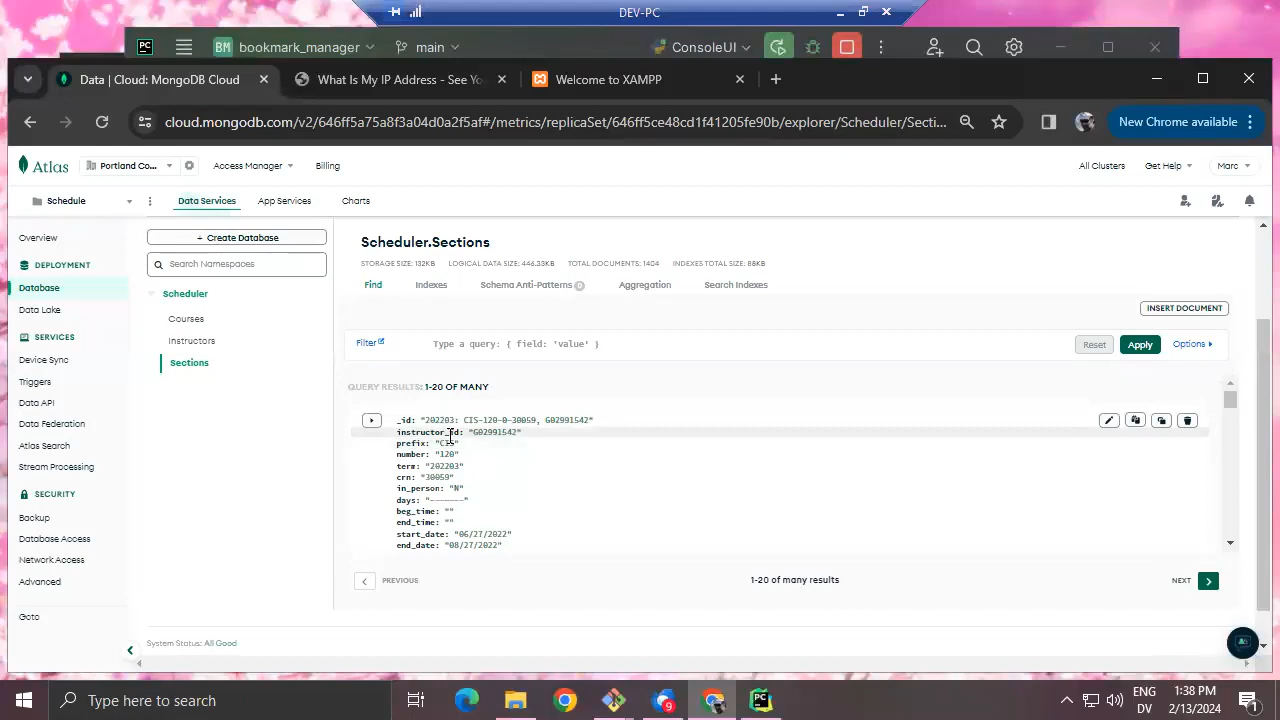 DEV-PC
PC
BM bookmark_manager
main
ConsoleUI
Data | Cloud: MongoDB Cloud
What Is My IP Address - See Yo
Welcome to XAMPP
cloud.mongodb.com/v2/646ff5a75a8f3a04d0a2f5af#/metrics/replicaSet/646ff5ce48cd1f41205fe90b/explorer/Scheduler/Secti...
New Chrome available
Atlas
Portland Co...
Access Manager
Billing
All Clusters
Get Help
Marc
Schedule
Data Services
App Services
Charts
Overview
DEPLOYMENT
Database
Data Lake
SERVICES
Device Sync
Triggers
Data API
Data Federation
Atlas Search
Stream Processing
SECURITY
Backup
Database Access
Network Access
Advanced
Goto
+ Create Database
Search Namespaces
Scheduler
Courses
Instructors
Sections
Scheduler.Sections
STORAGE SIZE: 132KB LOGICAL DATA SIZE: 446.33KB TOTAL DOCUMENTS: 1404 INDEXES TOTAL SIZE: 88KB
Find
Indexes
Schema Anti-Patterns 0
Aggregation
Search Indexes
INSERT DOCUMENT
Filter
Type a query: { field: 'value' }
Reset
Apply
Options
QUERY RESULTS: 1-20 OF MANY
_id: "202203: CIS-120-0-30059, G02991542"
instructor_id: "G02991542"
prefix: "CIS"
number: "120"
term: "202203"
crn: "30059"
in_person: "N"
days: "-------"
beg_time: ""
end_time: ""
start_date: "06/27/2022"
end_date: "08/27/2022"
PREVIOUS
1-20 of many results
NEXT
System Status: All Good
Type here to search
9
ENG
DV
1:38 PM
2/13/2024
1